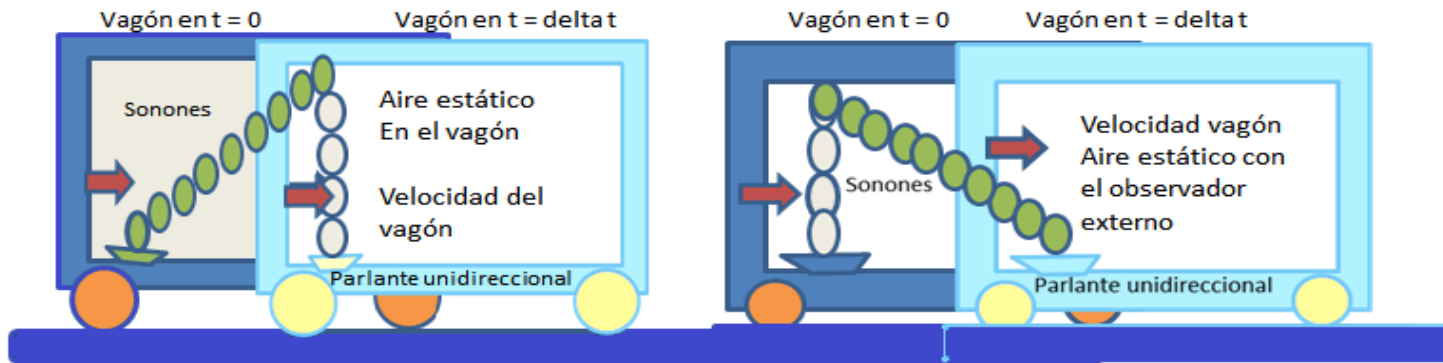 Vagón en t = 0
Vagón en t = delta t
Sonones
Aire estático
En el vagón
Velocidad del
vagón
Parlante unidireccional
Vagón en t = 0
Vagón en t = delta t
Sonones
Velocidad vagón
Aire estático con
el observador
externo
Parlante unidireccional